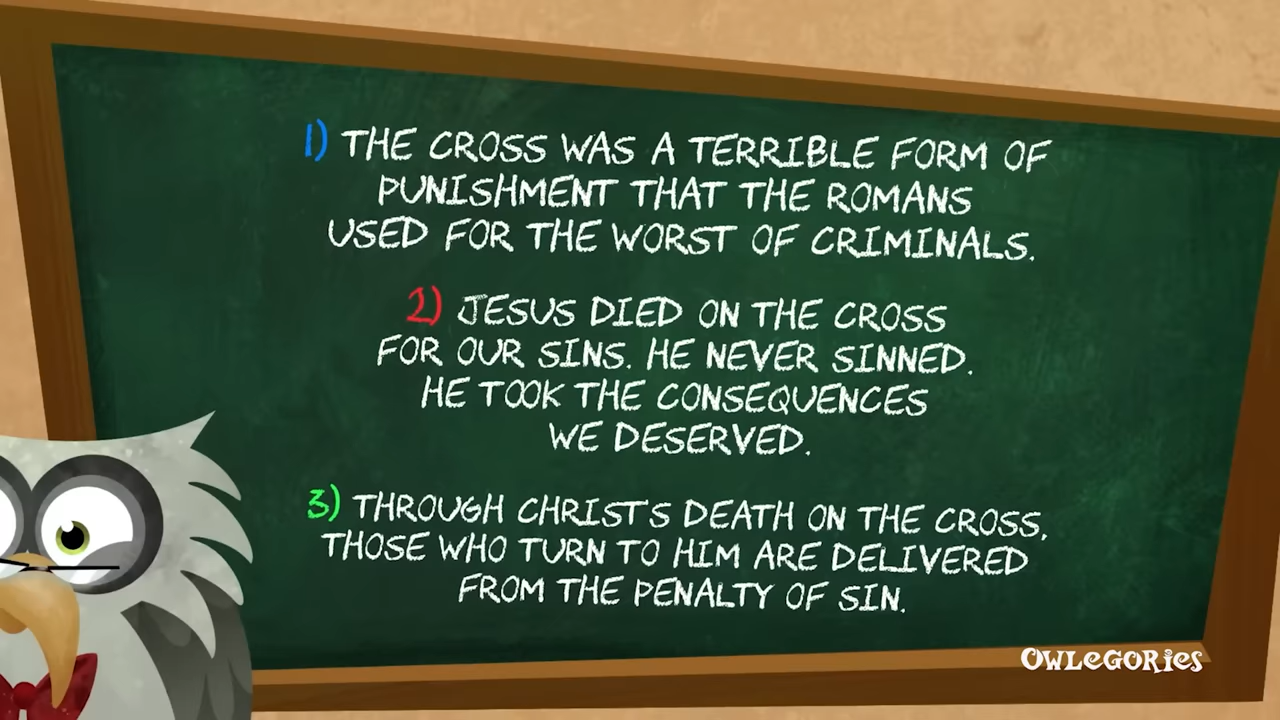 1) THE CROSS WAS A TERRIBLE FORM OF
PUNISHMENT THAT THE ROMANS
USED FOR THE WORST OF CRIMINALS.
2) JESUS DIED ON THE CROSS
FOR OUR SINS. HE NEVER SINNED.
HE TOOK THE CONSEQUENCES
WE DESERVED.
3) THROUGH CHRIST'S DEATH ON THE CROSS,
THOSE WHO TURN TO HIM ARE DELIVERED
FROM THE PENALTY OF SIN.
OWLEGORIES